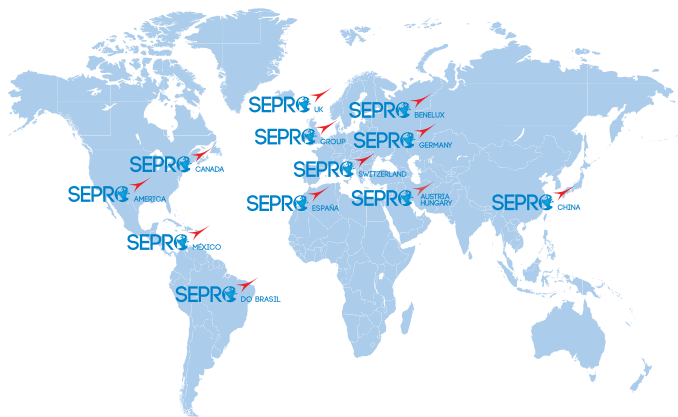 SEPRO UK
SEPRO BENELUX
SEPRO GROUP
SEPRO GERMANY
SEPRO CANADA
SEPRO SWITZERLAND
SEPRO AMERICA
SEPRO ESPAÑA
SEPRO AUSTRIA
HUNGARY
SEPRO CHINA
SEPRO MÉXICO
SEPRO DO BRASIL